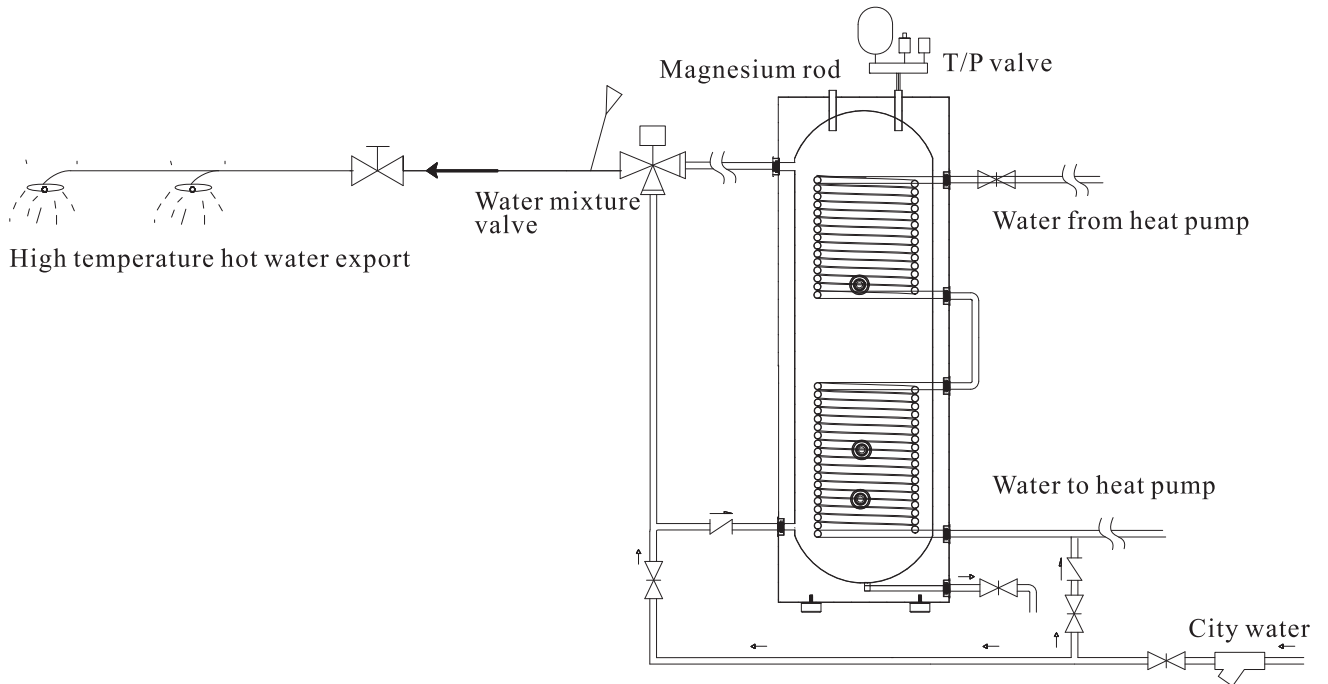 T/P valve
Magnesium rod
Water mixture
valve
Water from heat pump
High temperature hot water export
Water to heat pump
City water